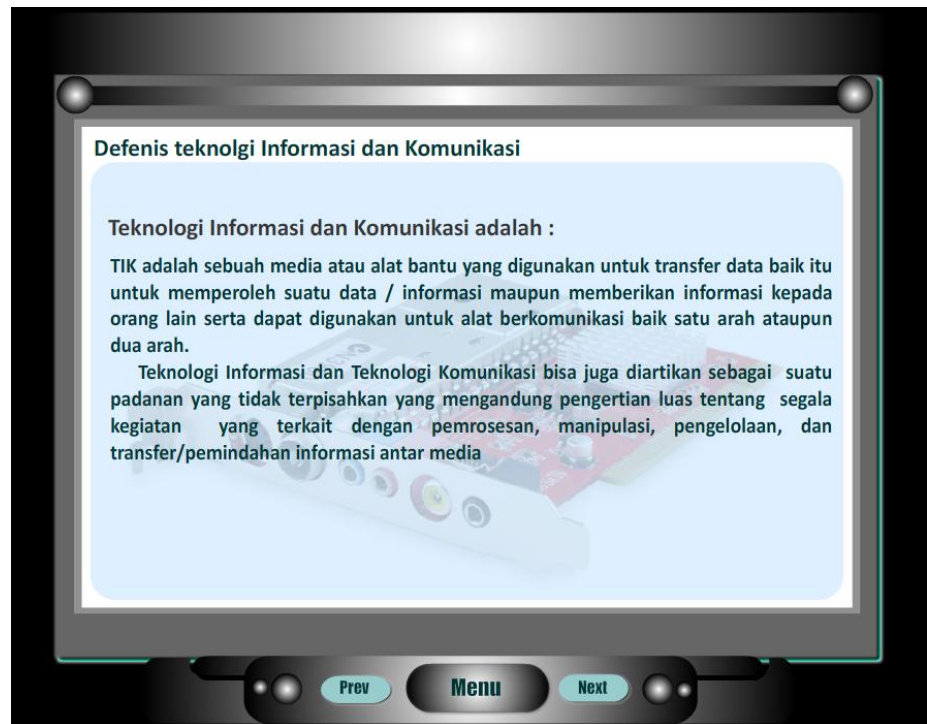 Defenis teknolgi Informasi dan Komunikasi
Teknologi Informasi dan Komunikasi adalah :
TIK adalah sebuah media atau alat bantu yang digunakan untuk transfer data baik itu
untuk memperoleh suatu data / informasi maupun memberikan informasi kepada
orang lain serta dapat digunakan untuk alat berkomunikasi baik satu arah ataupun
dua arah.
Teknologi Informasi dan Teknologi Komunikasi bisa juga diartikan sebagai suatu
padanan yang tidak terpisahkan yang mengandung pengertian luas tentang segala
kegiatan yang terkait dengan pemrosesan, manipulasi, pengelolaan, dan
transfer/pemindahan informasi antar media
Prev Menu Next